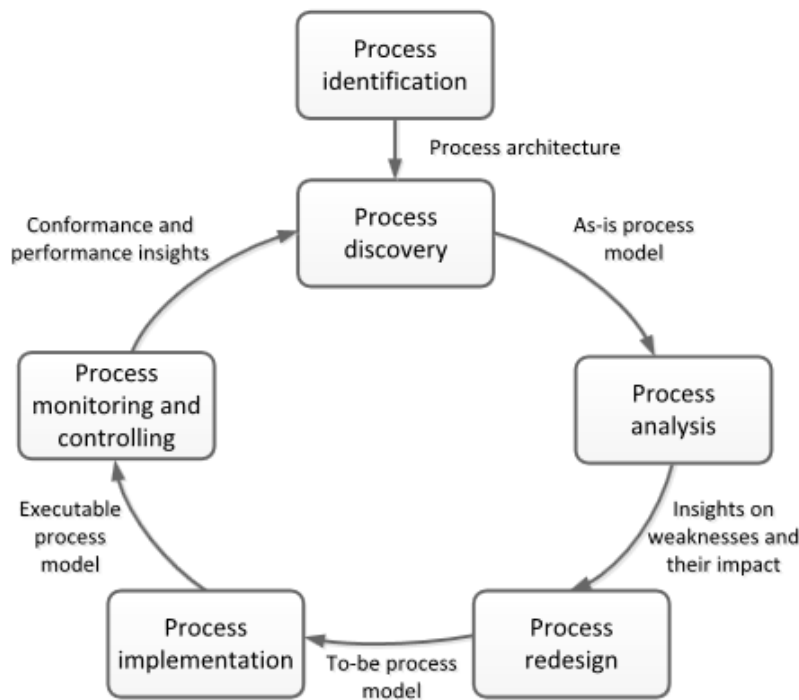 Process
identification
Process architecture
Process
discovery
As-is process
model
Process
analysis
Insights on
weaknesses and
their impact
Process
redesign
To-be process
model
Process
implementation
Executable
process
model
Process
monitoring and
controlling
Conformance and
performance insights